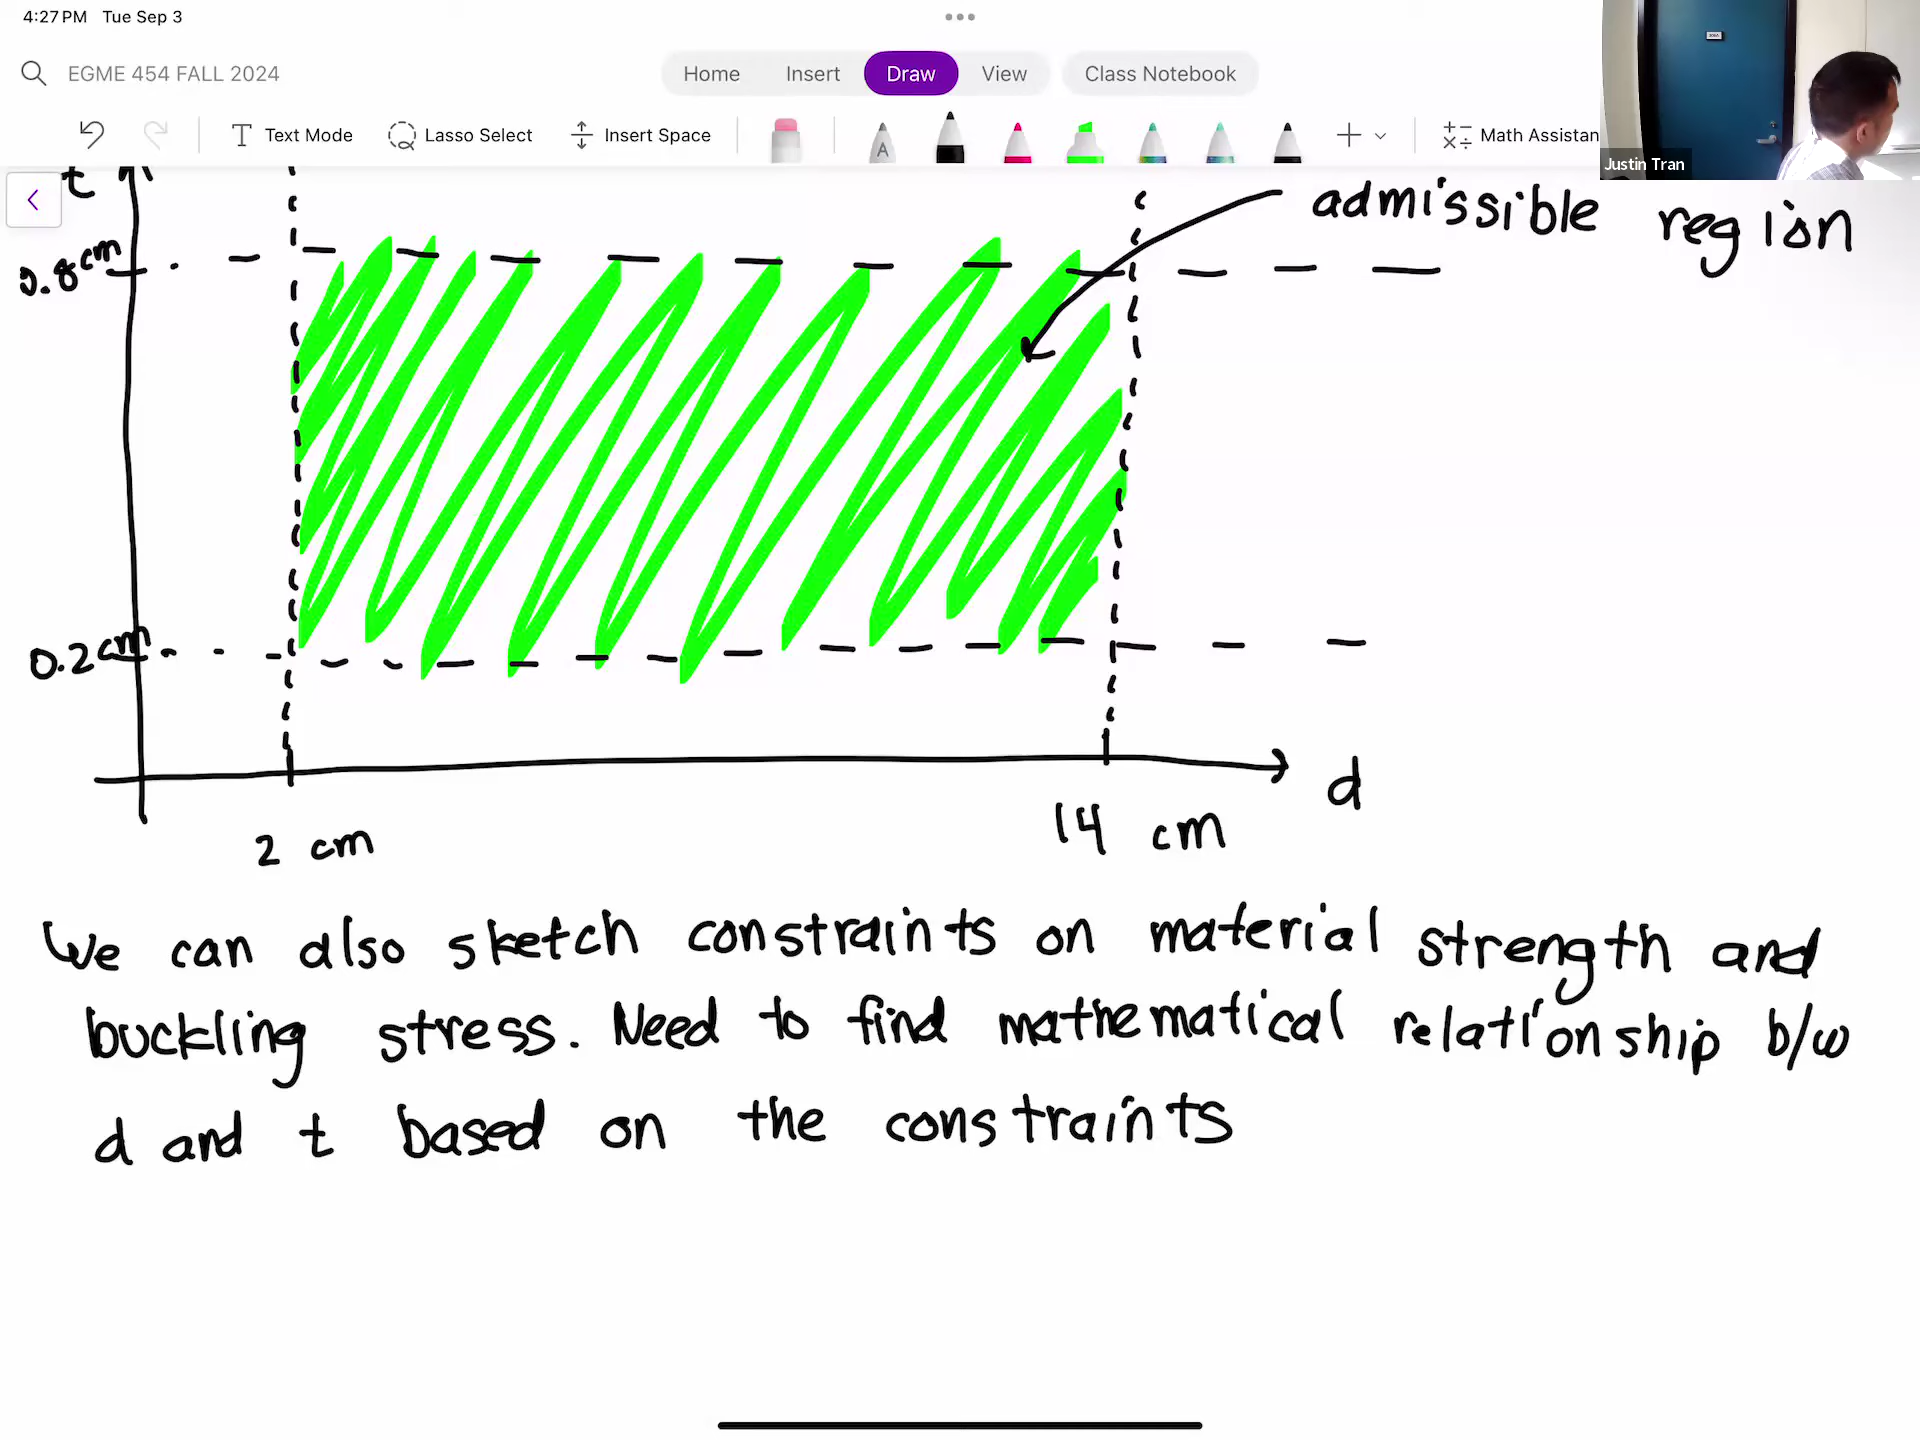 4:27 PM Tue Sep 3
EGME 454 FALL 2024
Home Insert Draw View Class Notebook
Text Mode Lasso Select Insert Space Math Assistan
A
Justin Tran
t
admissible region
0.8cm
0.2cm
d
2 cm
14 cm
We can also sketch constraints on material strength and
buckling stress. Need to find mathematical relationship b/w
d and t based on the constraints